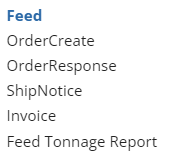 Feed
OrderCreate
OrderResponse
ShipNotice
Invoice
Feed Tonnage Report